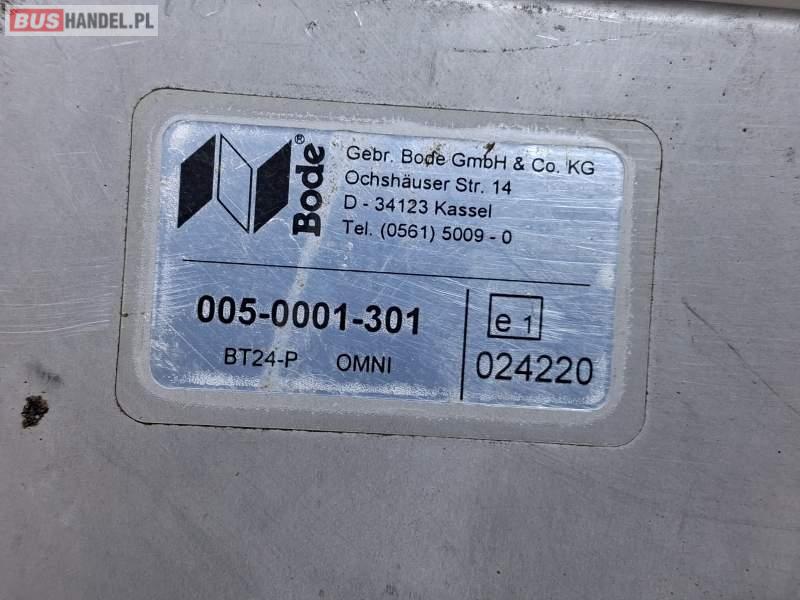 BUSHANDEL.PL
Bode®
Gebr. Bode GmbH & Co. KG
Ochshäuser Str. 14
D - 34123 Kassel
Tel. (0561) 5009 - 0
005-0001-301
BT24-P OMNI
e 1
024220